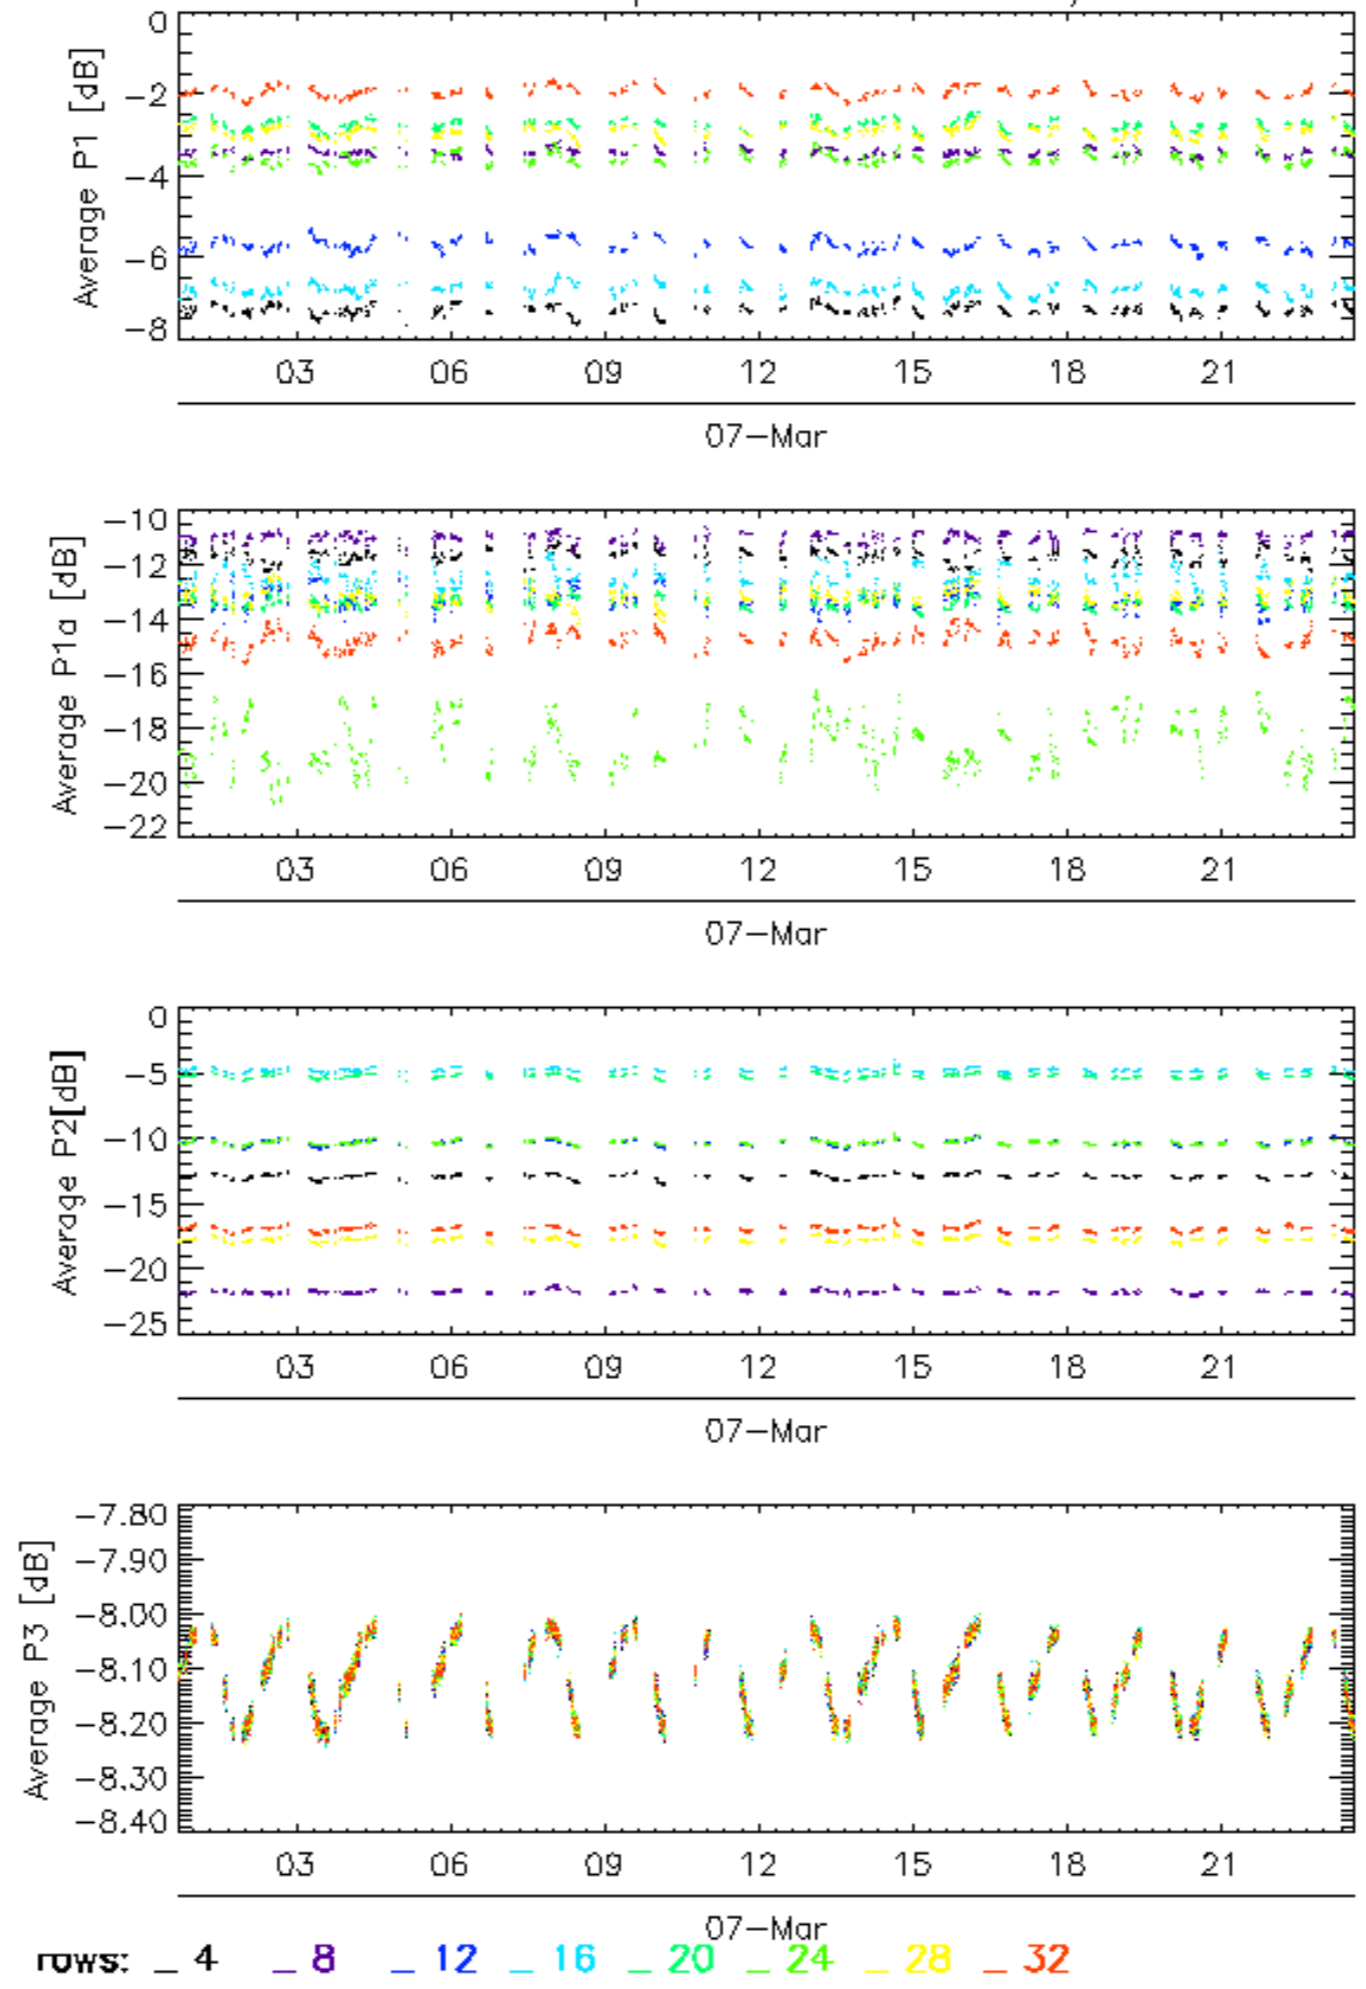 0
−2
−4
−6
−8
Average P1 [dB]
03 06 09 12 15 18 21
07−Mar
−10
−12
−14
−16
−18
−20
−22
Average P1a [dB]
03 06 09 12 15 18 21
07−Mar
0
−5
−10
−15
−20
−25
Average P2[dB]
03 06 09 12 15 18 21
07−Mar
−7.80
−7.90
−8.00
−8.10
−8.20
−8.30
−8.40
Average P3 [dB]
03 06 09 12 15 18 21
07−Mar
rows: _ 4 _ 8 _ 12 _ 16 _ 20 _ 24 _ 28 _ 32